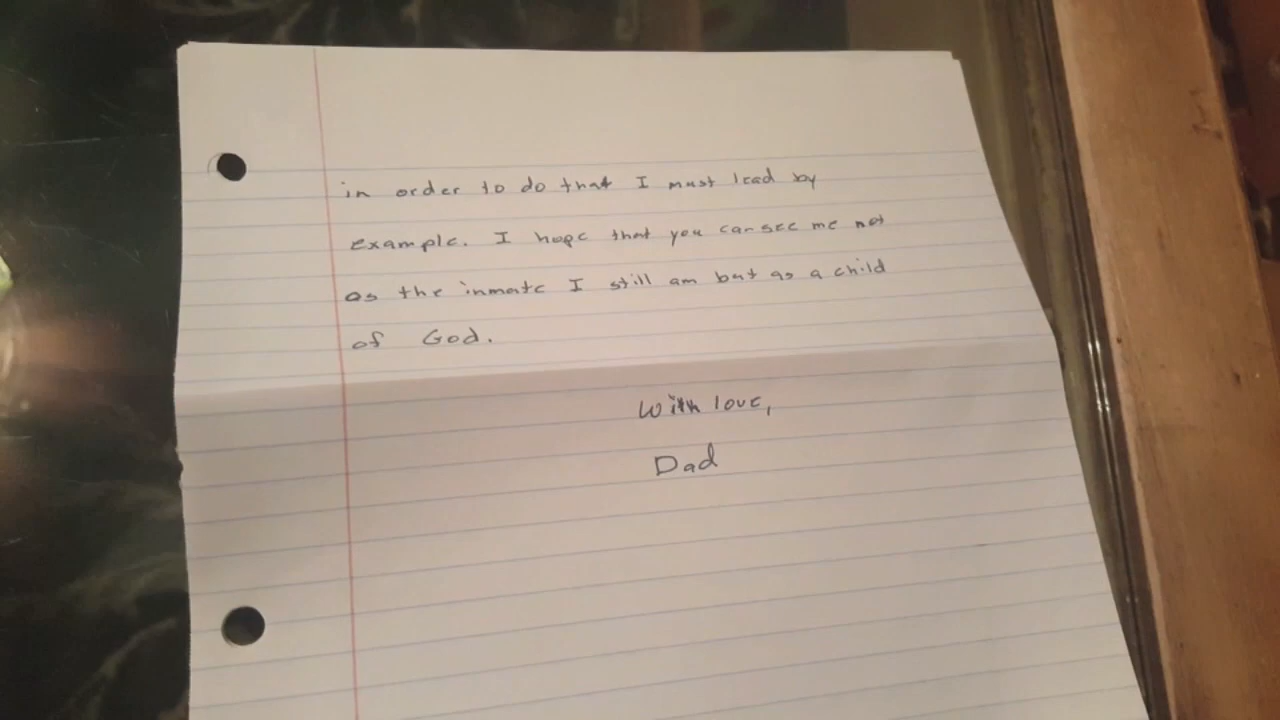 in order to do that I must lead by
example. I hope that you can see me not
as the inmate I still am but as a child
of God.
With love,
Dad